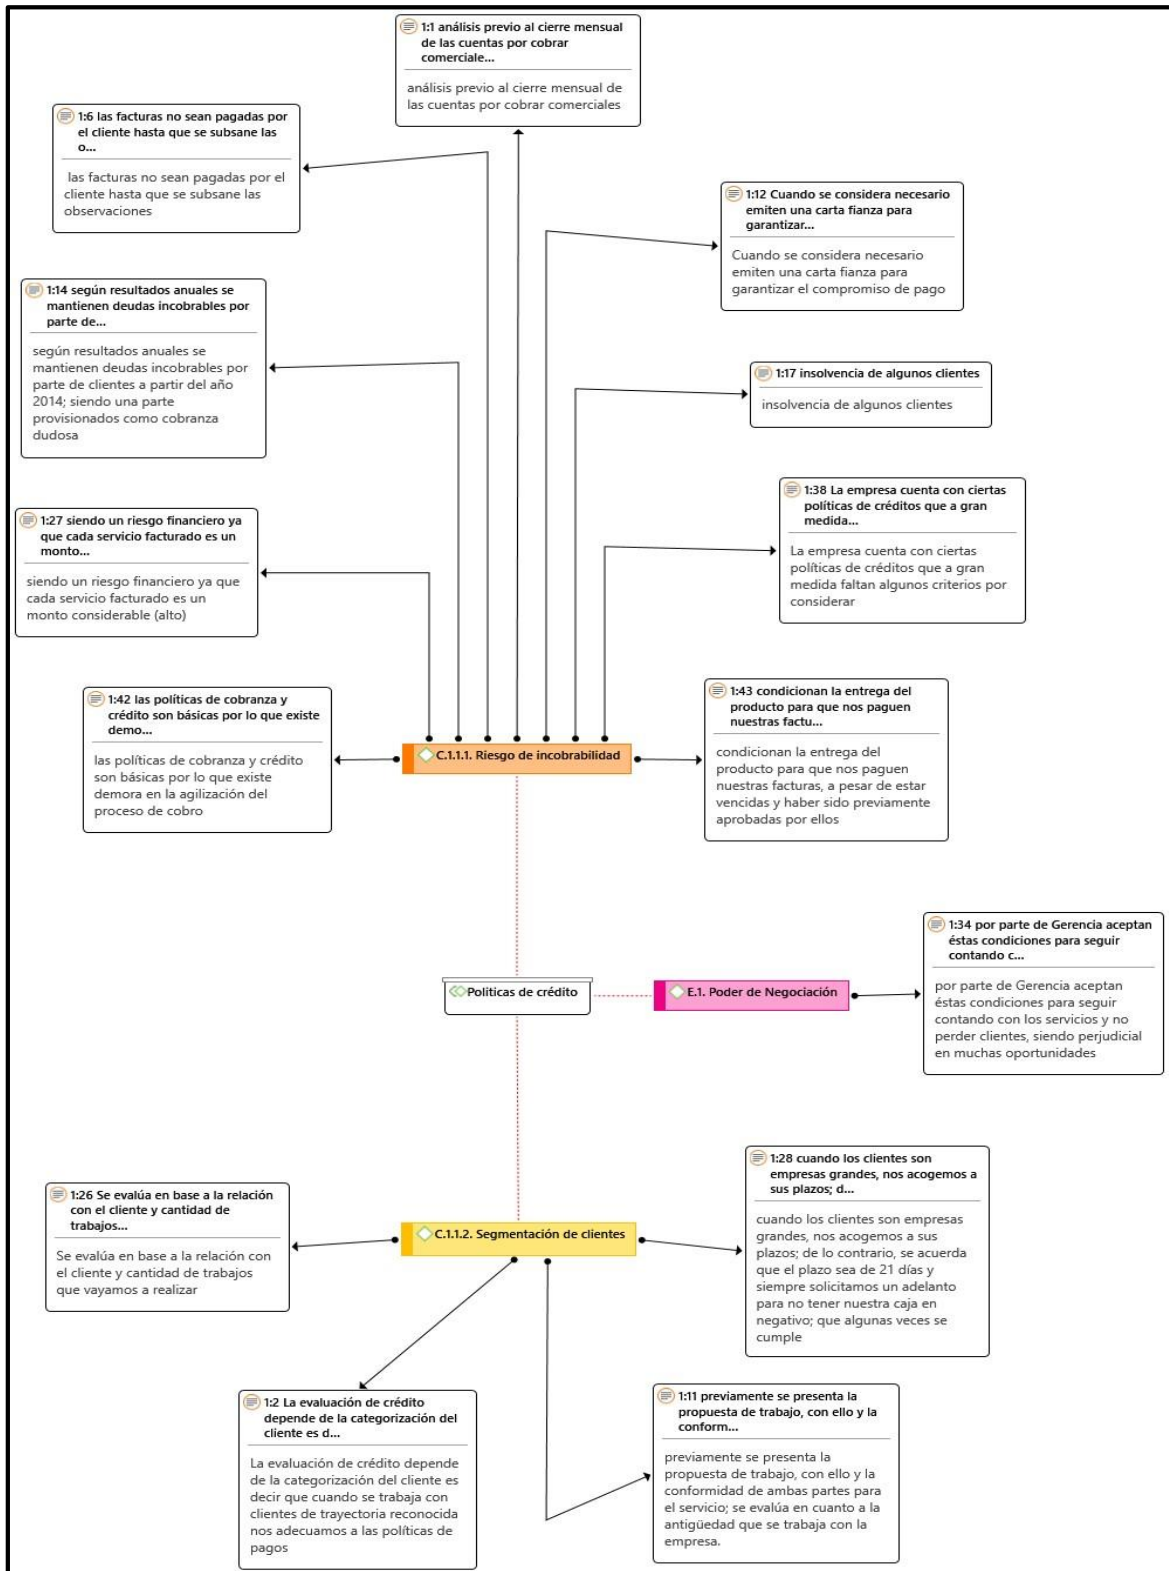 1:1 análisis previo al cierre mensual
de las cuentas por cobrar
comerciale...
análisis previo al cierre mensual de
las cuentas por cobrar comerciales
1:6 las facturas no sean pagadas por
el cliente hasta que se subsane las
o...
las facturas no sean pagadas por el
cliente hasta que se subsane las
observaciones
1:12 Cuando se considera necesario
emiten una carta fianza para
garantizar...
Cuando se considera necesario
emiten una carta fianza para
garantizar el compromiso de pago
1:14 según resultados anuales se
mantienen deudas incobrables por
parte de...
según resultados anuales se
mantienen deudas incobrables por
parte de clientes a partir del año
2014; siendo una parte
provisionados como cobranza
dudosa
1:17 insolvencia de algunos clientes
insolvencia de algunos clientes
1:38 La empresa cuenta con ciertas
políticas de créditos que a gran
medida...
La empresa cuenta con ciertas
políticas de créditos que a gran
medida faltan algunos criterios por
considerar
1:27 siendo un riesgo financiero ya
que cada servicio facturado es un
monto...
siendo un riesgo financiero ya que
cada servicio facturado es un
monto considerable (alto)
1:42 las políticas de cobranza y
crédito son básicas por lo que existe
demo...
las políticas de cobranza y crédito
son básicas por lo que existe
demora en la agilización del
proceso de cobro
C.1.1.1. Riesgo de incobrabilidad
1:43 condicionan la entrega del
producto para que nos paguen
nuestras factu...
condicionan la entrega del
producto para que nos paguen
nuestras facturas, a pesar de estar
vencidas y haber sido previamente
aprobadas por ellos
1:34 por parte de Gerencia aceptan
éstas condiciones para seguir
contando c...
por parte de Gerencia aceptan
éstas condiciones para seguir
contando con los servicios y no
perder clientes, siendo perjudicial
en muchas oportunidades
Politicas de crédito
E.1. Poder de Negociación
1:28 cuando los clientes son
empresas grandes, nos acogemos a
sus plazos; d...
cuando los clientes son empresas
grandes, nos acogemos a sus
plazos; de lo contrario, se acuerda
que el plazo sea de 21 días y
siempre solicitamos un adelanto
para no tener nuestra caja en
negativo; que algunas veces se
cumple
1:26 Se evalúa en base a la relación
con el cliente y cantidad de
trabajos...
Se evalúa en base a la relación con
el cliente y cantidad de trabajos
que vayamos a realizar
C.1.1.2. Segmentación de clientes
1:2 La evaluación de crédito
depende de la categorización del
cliente es d...
La evaluación de crédito depende
de la categorización del cliente es
decir que cuando se trabaja con
clientes de trayectoria reconocida
nos adecuamos a las políticas de
pagos
1:11 previamente se presenta la
propuesta de trabajo, con ello y la
conform...
previamente se presenta la
propuesta de trabajo, con ello y la
conformidad de ambas partes para
el servicio; se evalúa en cuanto a la
antigüedad que se trabaja con la
empresa.